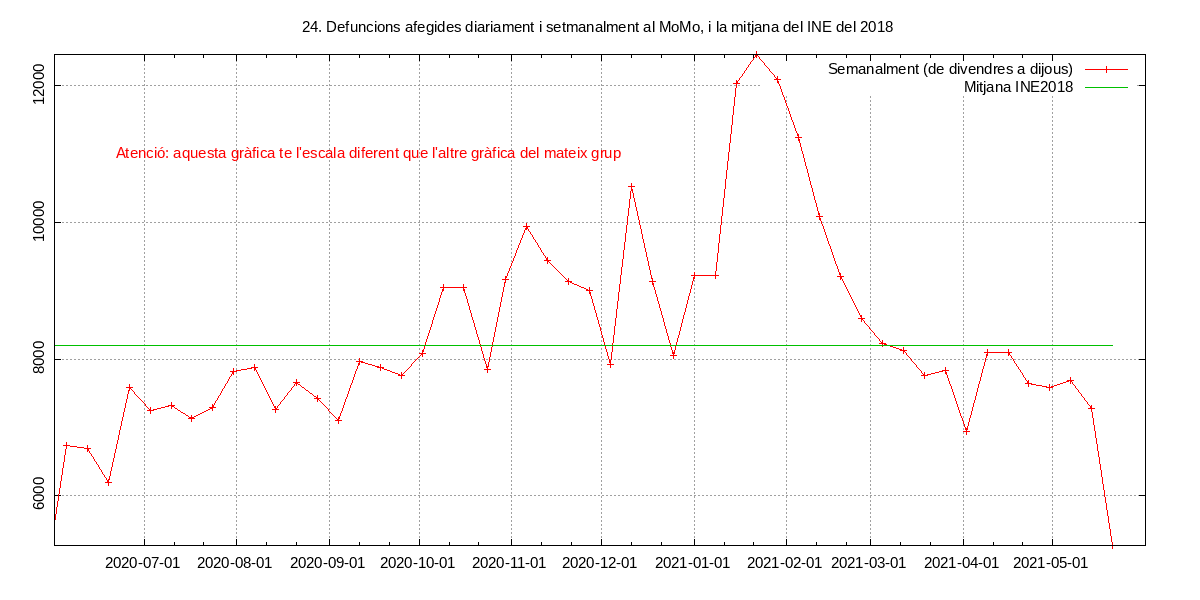 24. Defuncions afegides diariament i setmanalment al MoMo, i la mitjana del INE del 2018
Semanalment (de divendres a dijous)
Mitjana INE2018
Atenció: aquesta gràfica te l'escala diferent que l'altre gràfica del mateix grup
12000
10000
8000
6000
2020-07-01 2020-08-01 2020-09-01 2020-10-01 2020-11-01 2020-12-01 2021-01-01 2021-02-01 2021-03-01 2021-04-01 2021-05-01